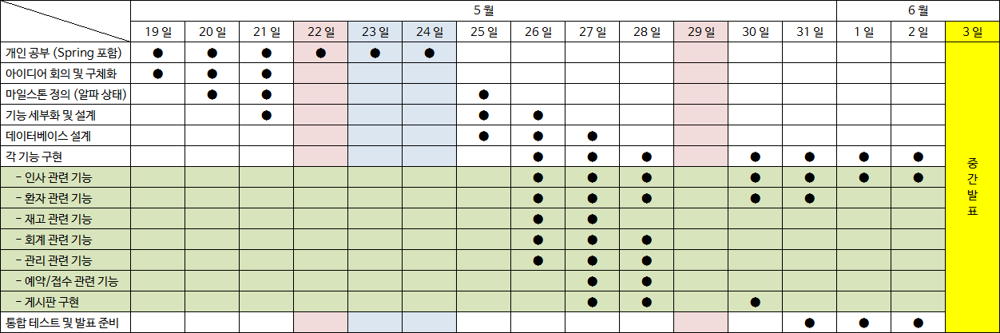 5 월 6 월
19 일 20 일 21 일 22 일 23 일 24 일 25 일 26 일 27 일 28 일 29 일 30 일 31 일 1 일 2 일 3 일
개인 공부 (Spring 포함) ● ● ● ● ● ●
아이디어 회의 및 구체화 ● ● ●
마일스톤 정의 (알파 상태) ● ● ●
기능 세부화 및 설계 ● ● ●
데이터베이스 설계 ● ● ●
각 기능 구현 ● ● ● ● ● ● ●
- 인사 관련 기능 ● ● ● ● ● ● ●
- 환자 관련 기능 ● ● ● ● ●
- 재고 관련 기능 ● ●
- 회계 관련 기능 ● ● ●
- 관리 관련 기능 ● ● ●
- 예약/접수 관련 기능 ● ●
- 게시판 구현 ● ● ●
통합 테스트 및 발표 준비 ● ● ●
중
간
발
표